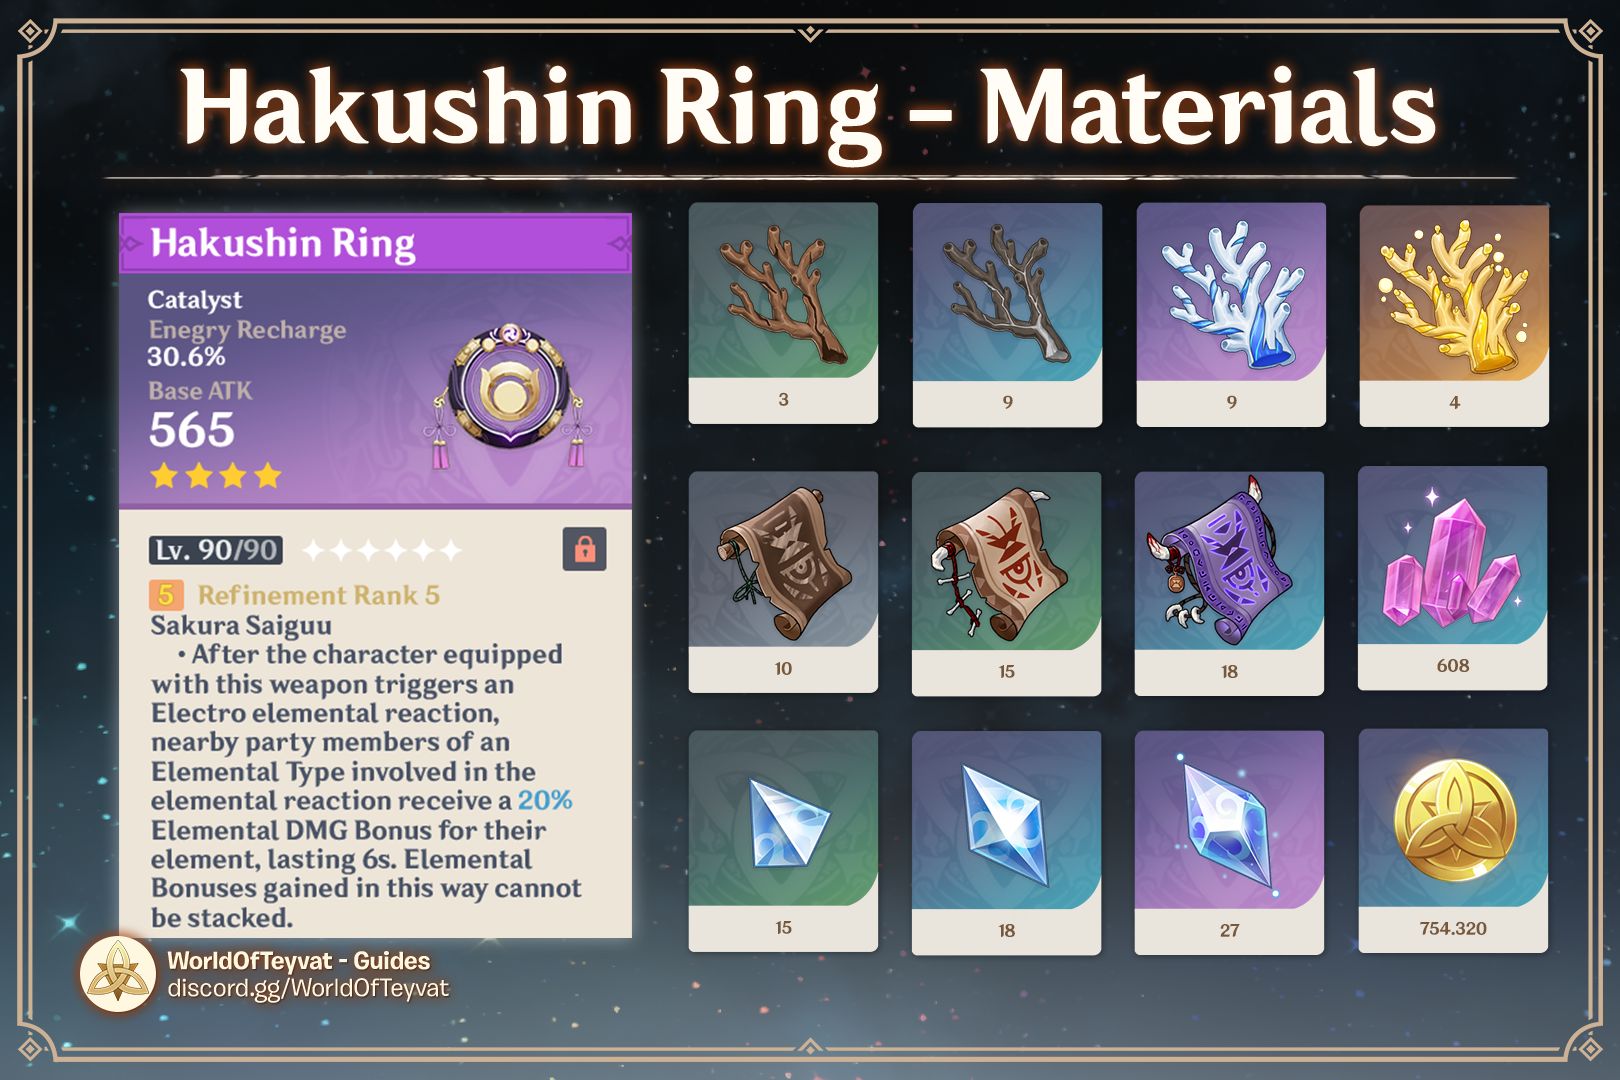 Hakushin Ring – Materials
Hakushin Ring
Catalyst
Enegry Recharge
30.6%
Base ATK
565
Lv. 90/90
5 Refinement Rank 5
Sakura Saiguu
• After the character equipped
with this weapon triggers an
Electro elemental reaction,
nearby party members of an
Elemental Type involved in the
elemental reaction receive a 20%
Elemental DMG Bonus for their
element, lasting 6s. Elemental
Bonuses gained in this way cannot
be stacked.
3
9
9
4
10
15
18
608
15
18
27
754.320
WorldOfTeyvat - Guides
discord.gg/WorldOfTeyvat